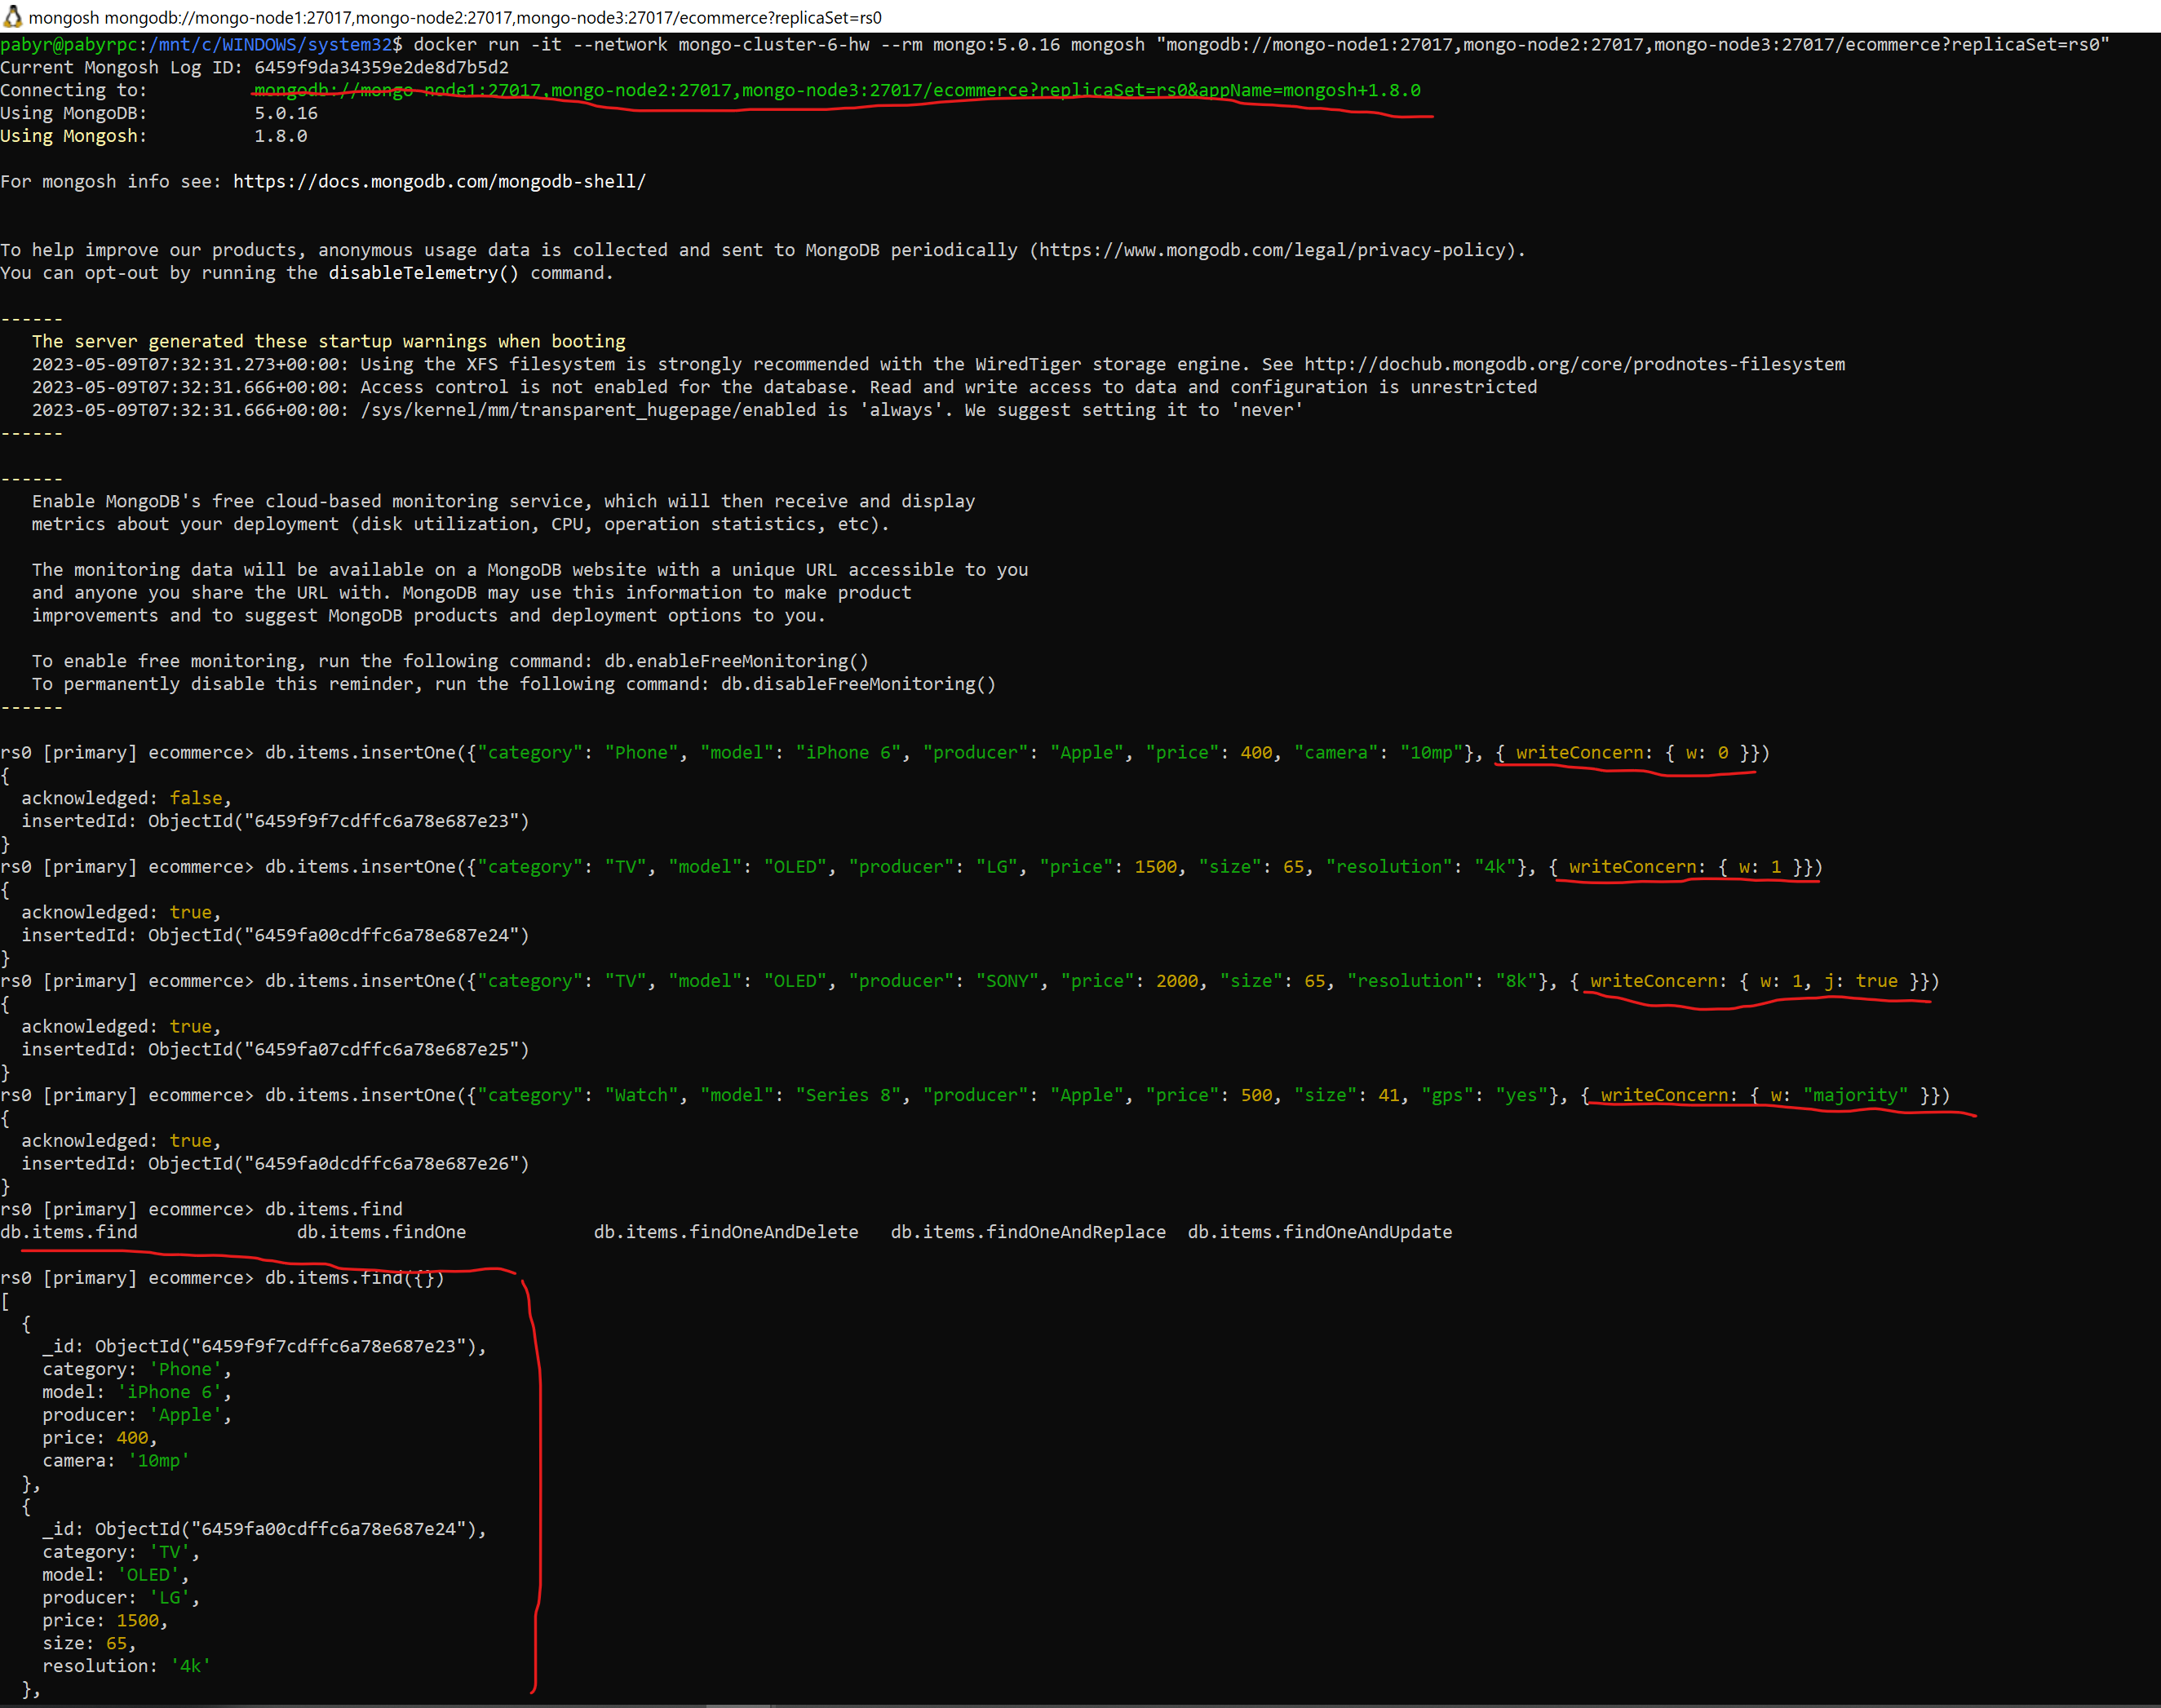 mongosh mongodb://mongo-node1:27017,mongo-node2:27017,mongo-node3:27017/ecommerce?replicaSet=rs0
pabyr@pabyrpc:/mnt/c/WINDOWS/system32$ docker run -it --network mongo-cluster-6-hw --rm mongo:5.0.16 mongosh "mongodb://mongo-node1:27017,mongo-node2:27017,mongo-node3:27017/ecommerce?replicaSet=rs0"
Current Mongosh Log ID: 6459f9da34359e2de8d7b5d2
Connecting to:          mongodb://mongo-node1:27017,mongo-node2:27017,mongo-node3:27017/ecommerce?replicaSet=rs0&appName=mongosh+1.8.0
Using MongoDB:          5.0.16
Using Mongosh:          1.8.0
For mongosh info see: https://docs.mongodb.com/mongodb-shell/
To help improve our products, anonymous usage data is collected and sent to MongoDB periodically (https://www.mongodb.com/legal/privacy-policy).
You can opt-out by running the disableTelemetry() command.
------
   The server generated these startup warnings when booting
   2023-05-09T07:32:31.273+00:00: Using the XFS filesystem is strongly recommended with the WiredTiger storage engine. See http://dochub.mongodb.org/core/prodnotes-filesystem
   2023-05-09T07:32:31.666+00:00: Access control is not enabled for the database. Read and write access to data and configuration is unrestricted
   2023-05-09T07:32:31.666+00:00: /sys/kernel/mm/transparent_hugepage/enabled is 'always'. We suggest setting it to 'never'
------
------
   Enable MongoDB's free cloud-based monitoring service, which will then receive and display
   metrics about your deployment (disk utilization, CPU, operation statistics, etc).
   The monitoring data will be available on a MongoDB website with a unique URL accessible to you
   and anyone you share the URL with. MongoDB may use this information to make product
   improvements and to suggest MongoDB products and deployment options to you.
   To enable free monitoring, run the following command: db.enableFreeMonitoring()
   To permanently disable this reminder, run the following command: db.disableFreeMonitoring()
------
rs0 [primary] ecommerce> db.items.insertOne({"category": "Phone", "model": "iPhone 6", "producer": "Apple", "price": 400, "camera": "10mp"}, { writeConcern: { w: 0 }})
{
  acknowledged: false,
  insertedId: ObjectId("6459f9f7cdffc6a78e687e23")
}
rs0 [primary] ecommerce> db.items.insertOne({"category": "TV", "model": "OLED", "producer": "LG", "price": 1500, "size": 65, "resolution": "4k"}, { writeConcern: { w: 1 }})
{
  acknowledged: true,
  insertedId: ObjectId("6459fa00cdffc6a78e687e24")
}
rs0 [primary] ecommerce> db.items.insertOne({"category": "TV", "model": "OLED", "producer": "SONY", "price": 2000, "size": 65, "resolution": "8k"}, { writeConcern: { w: 1, j: true }})
{
  acknowledged: true,
  insertedId: ObjectId("6459fa07cdffc6a78e687e25")
}
rs0 [primary] ecommerce> db.items.insertOne({"category": "Watch", "model": "Series 8", "producer": "Apple", "price": 500, "size": 41, "gps": "yes"}, { writeConcern: { w: "majority" }})
{
  acknowledged: true,
  insertedId: ObjectId("6459fa0dcdffc6a78e687e26")
}
rs0 [primary] ecommerce> db.items.find
db.items.find               db.items.findOne            db.items.findOneAndDelete   db.items.findOneAndReplace  db.items.findOneAndUpdate
rs0 [primary] ecommerce> db.items.find({})
[
  {
    _id: ObjectId("6459f9f7cdffc6a78e687e23"),
    category: 'Phone',
    model: 'iPhone 6',
    producer: 'Apple',
    price: 400,
    camera: '10mp'
  },
  {
    _id: ObjectId("6459fa00cdffc6a78e687e24"),
    category: 'TV',
    model: 'OLED',
    producer: 'LG',
    price: 1500,
    size: 65,
    resolution: '4k'
  },